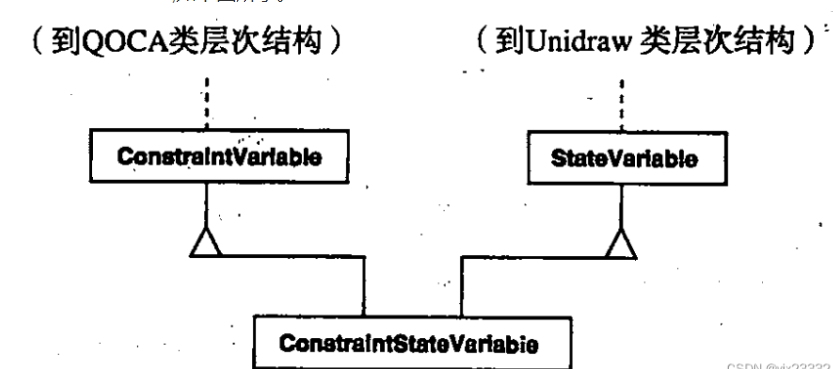 （到QOCA类层次结构） （到Unidraw 类层次结构）
ConstraintVariable StateVariable
ConstraintStateVariable